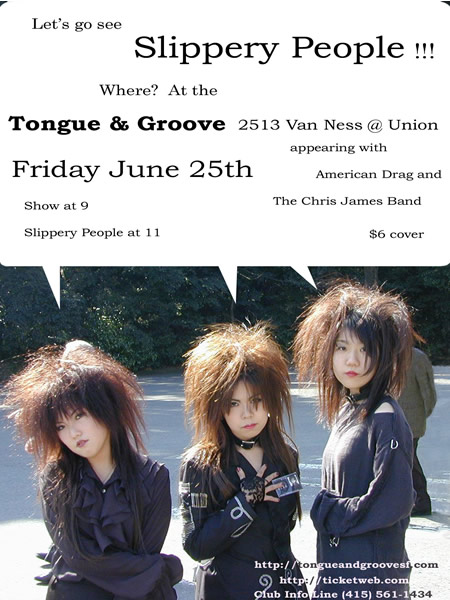 Let's go see
Slippery People !!!
Where? At the
Tongue & Groove 2513 Van Ness @ Union
appearing with
Friday June 25th
American Drag and
The Chris James Band
Show at 9
Slippery People at 11
$6 cover
http://tongueandgroovesf.com
http://ticketweb.com
Club Info Line (415) 561-1434